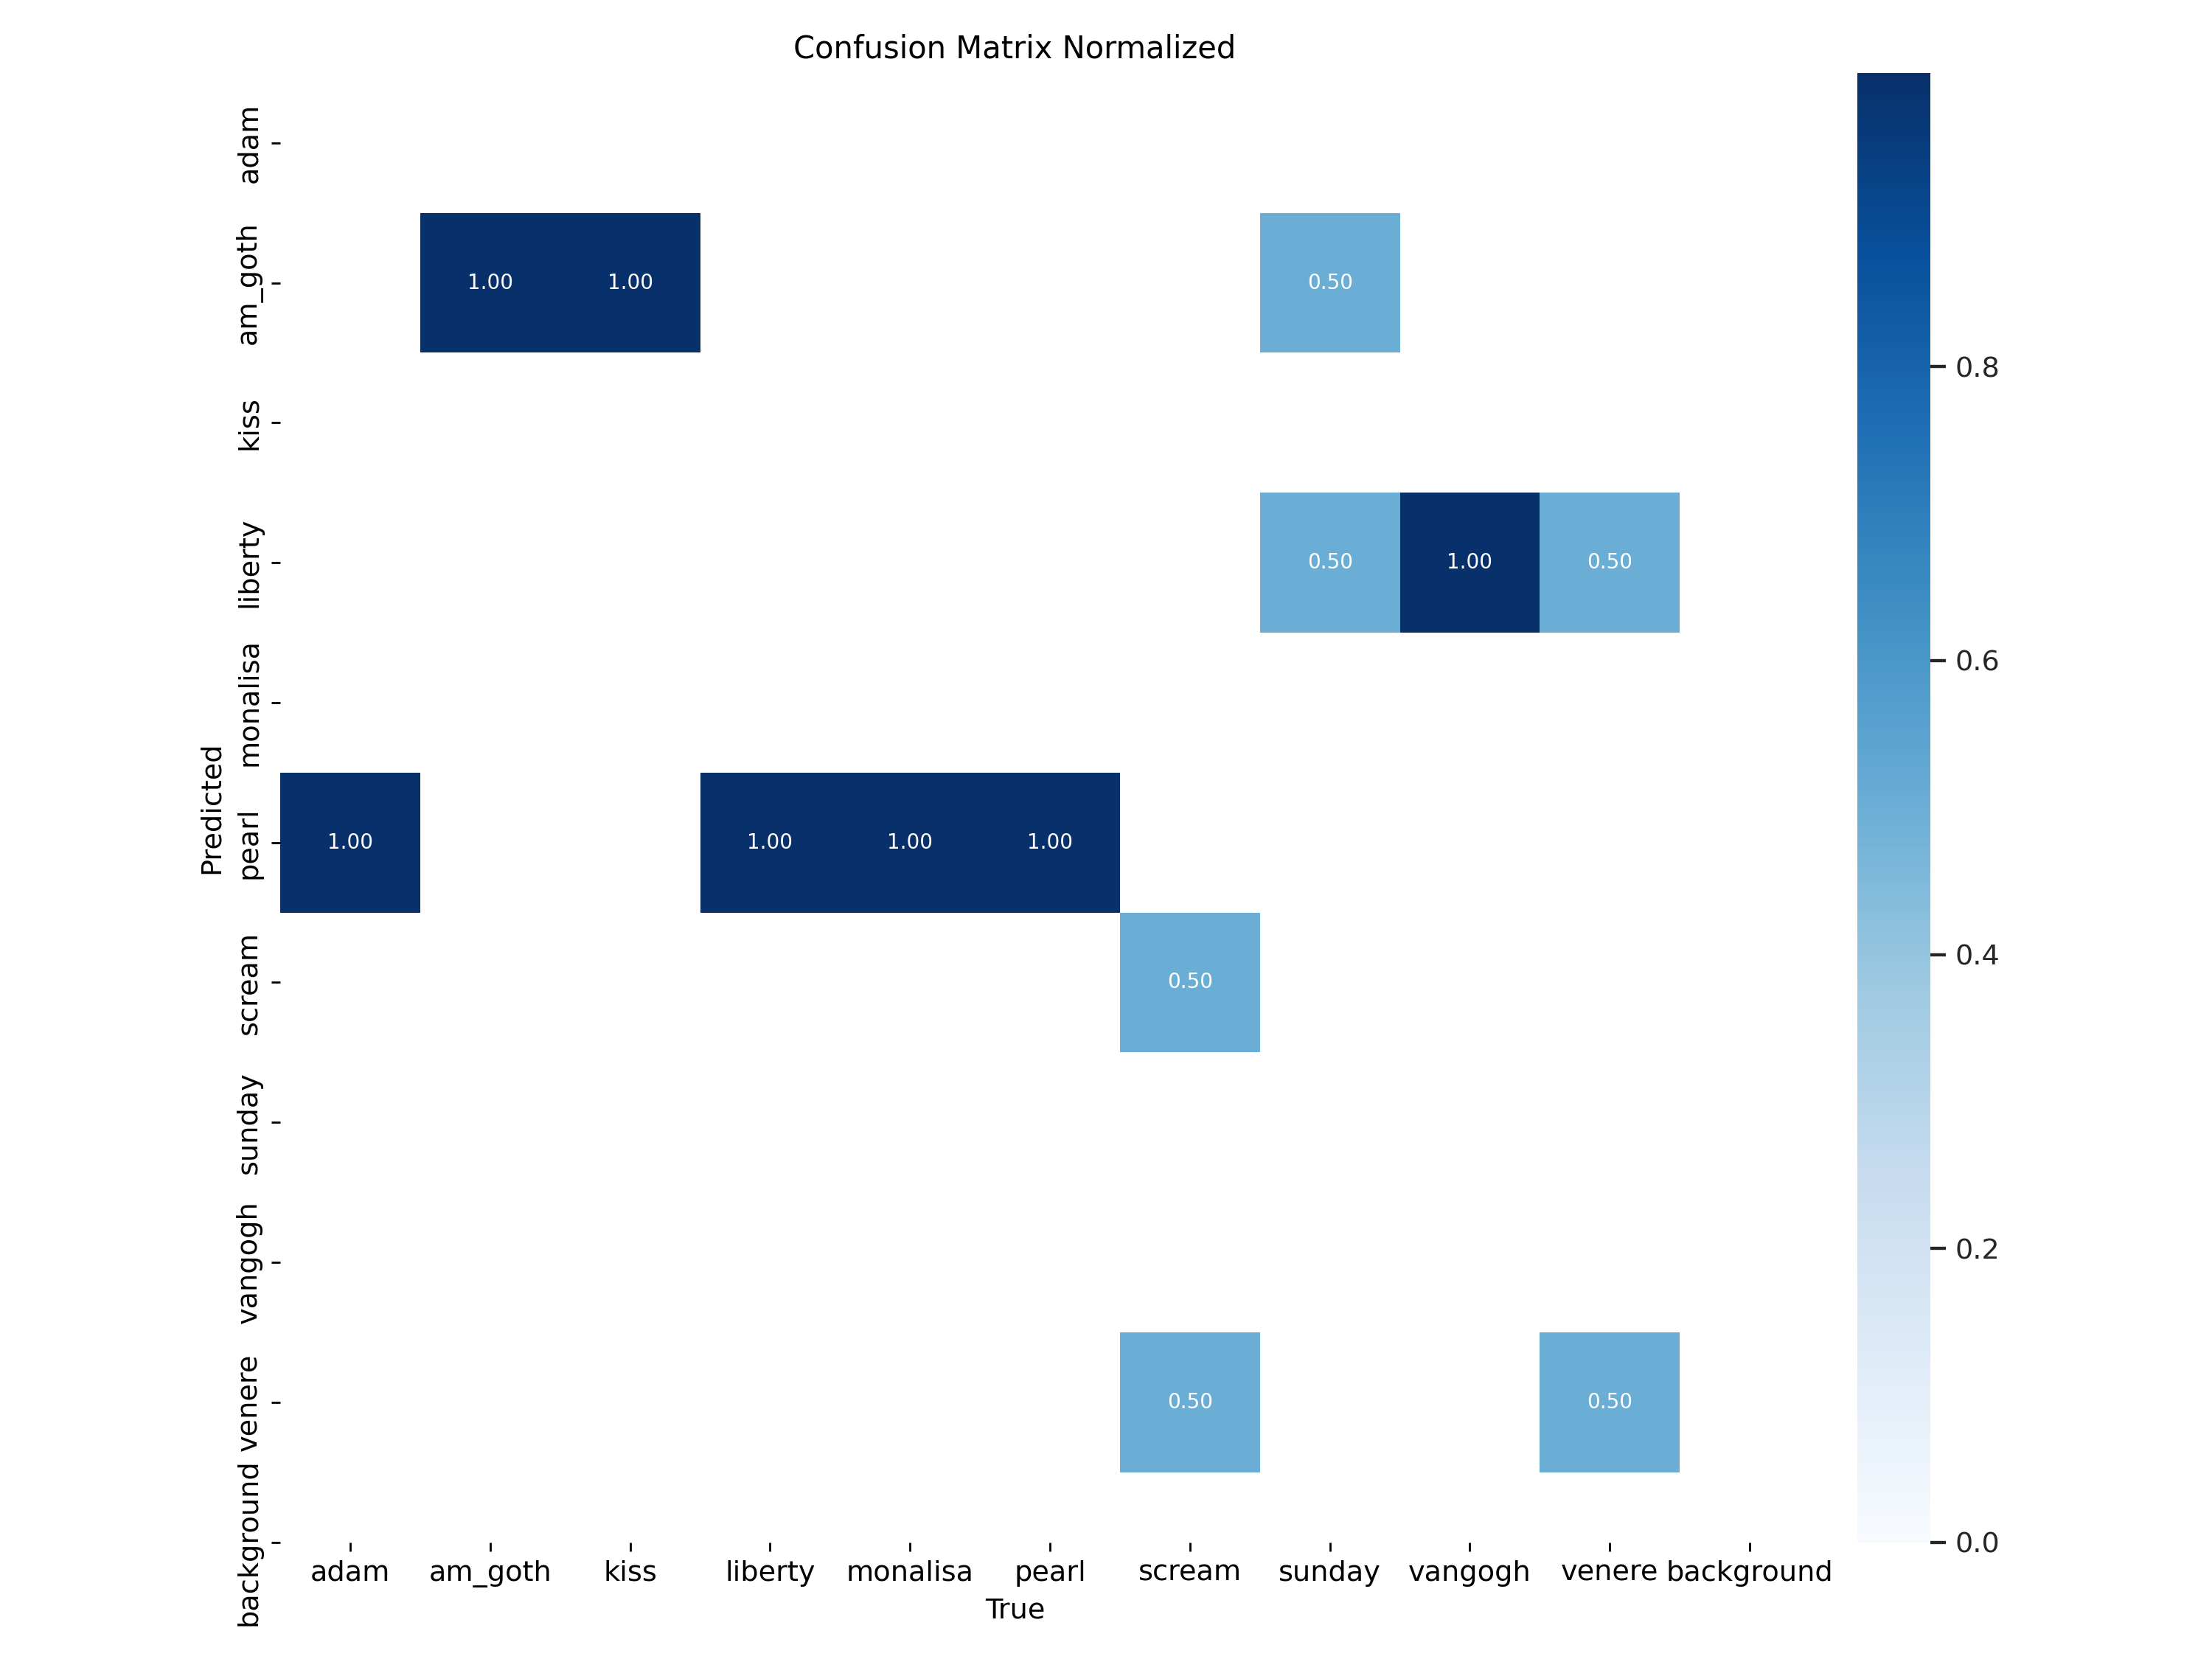 Confusion Matrix Normalized
adam
am_goth
1.00 1.00 0.50
kiss
liberty
0.50 1.00 0.50
monalisa
pearl
1.00 1.00 1.00 1.00
scream
0.50
sunday
vangogh
venere
0.50 0.50
background
Predicted
adam am_goth kiss liberty monalisa pearl scream sunday vangogh venere background
True
0.8
0.6
0.4
0.2
0.0